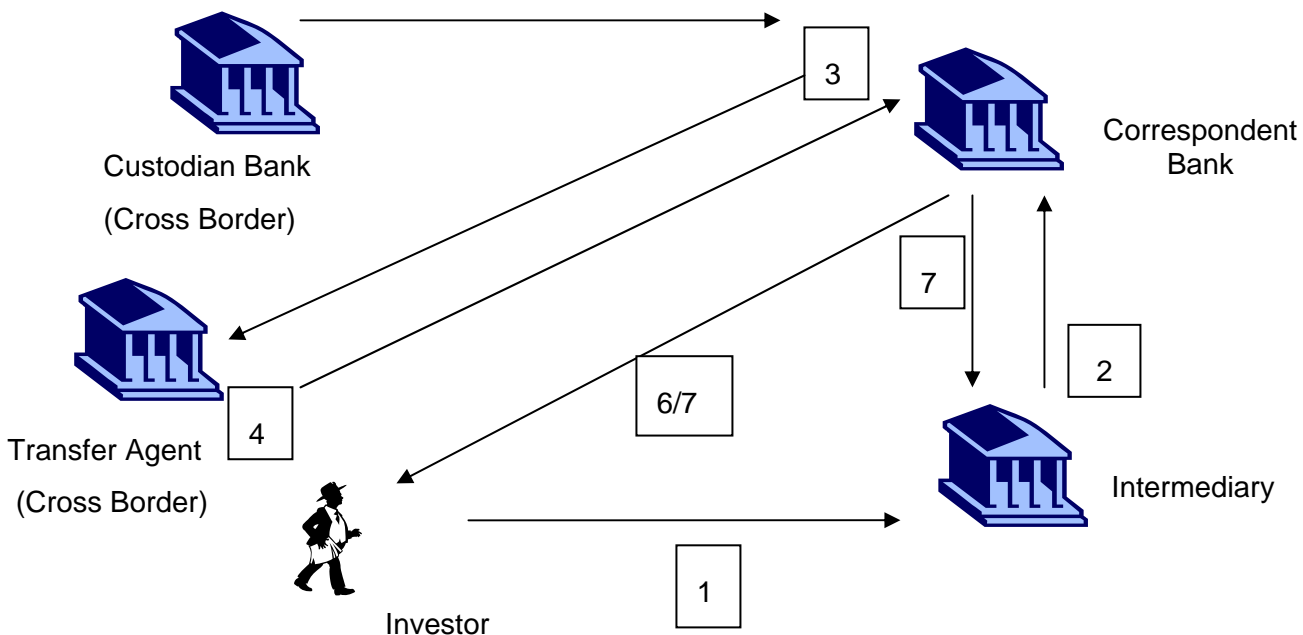 3
Correspondent
Bank
Custodian Bank
(Cross Border)
7
2
6/7
4
Transfer Agent
(Cross Border)
Intermediary
1
Investor